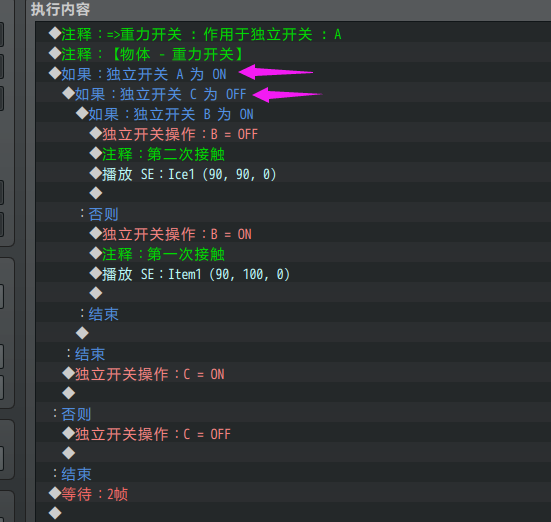 执行内容
◆注释:=>重力开关 : 作用于独立开关 : A
◆注释:【物体 - 重力开关】
◆如果:独立开关 A 为 ON
◆如果:独立开关 C 为 OFF
◆如果:独立开关 B 为 ON
◆独立开关操作:B = OFF
◆注释:第二次接触
◆播放 SE:Ice1 (90, 90, 0)
◆
:否则
◆独立开关操作:B = ON
◆注释:第一次接触
◆播放 SE:Item1 (90, 100, 0)
◆
:结束
◆
:结束
◆独立开关操作:C = ON
◆
:否则
◆独立开关操作:C = OFF
◆
:结束
◆等待:2帧
◆